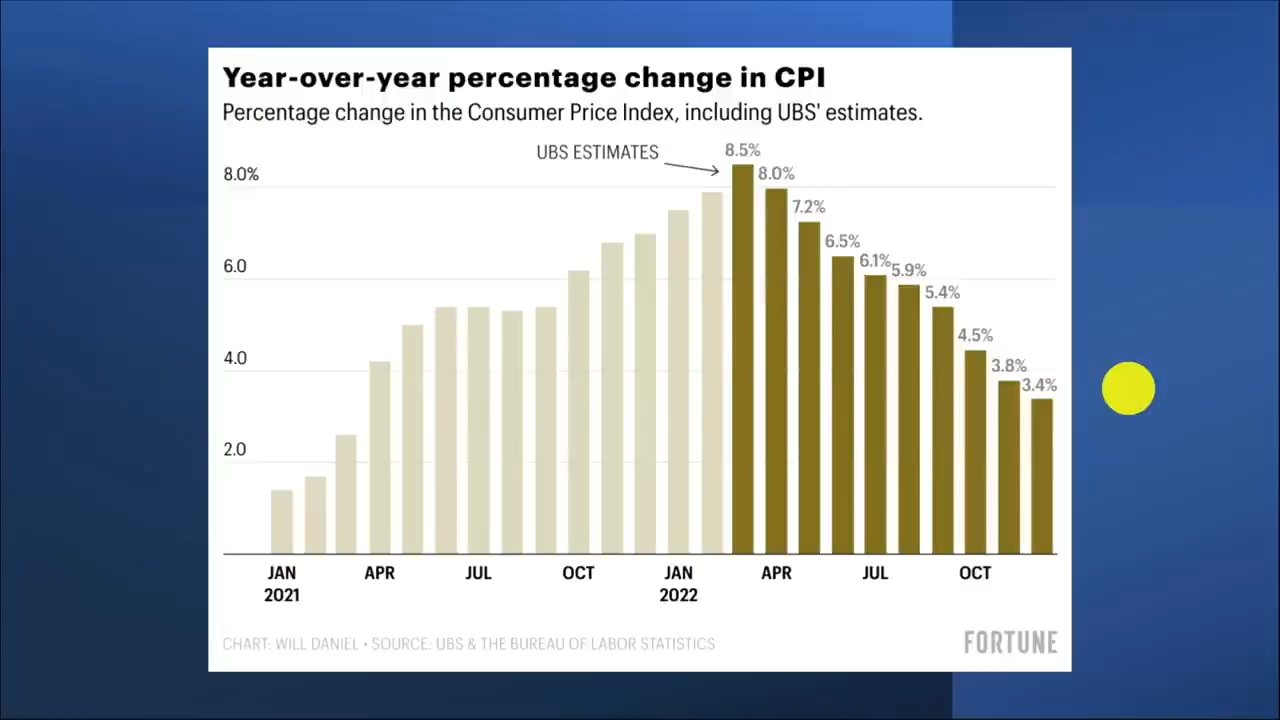 Year-over-year percentage change in CPI
Percentage change in the Consumer Price Index, including UBS' estimates.
UBS ESTIMATES
8.5%
8.0%
8.0%
7.2%
6.5%
6.1%
5.9%
6.0
5.4%
4.5%
4.0
3.8%
3.4%
2.0
JAN APR JUL OCT JAN APR JUL OCT
2021 2022
CHART: WILL DANIEL • SOURCE: UBS & THE BUREAU OF LABOR STATISTICS
FORTUNE